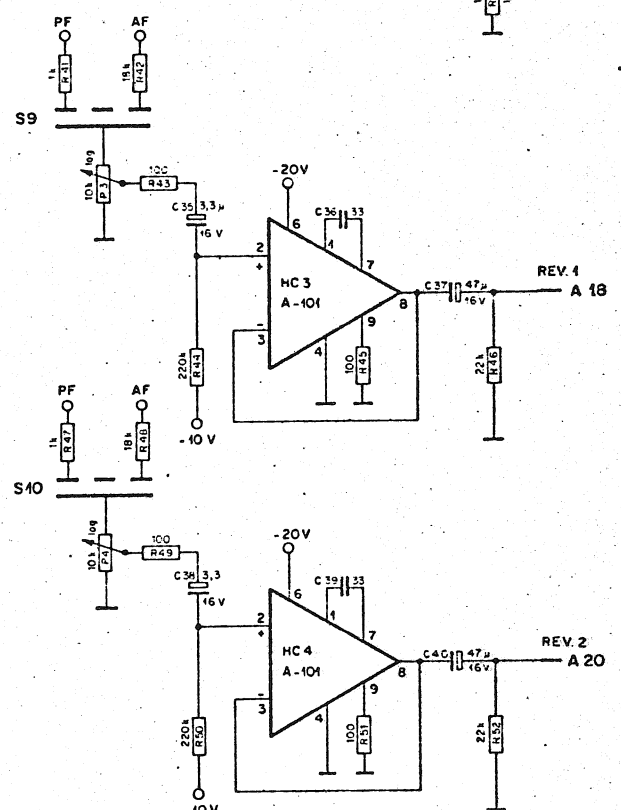 PF AF
1k R41
18k R42
S9
10k log P3
100
R43
C35 3,3µ
16 V
-20V
6
C36 33
1
7
2
+
HC 3
A-101
8
C37 47µ
16V
REV. 1
A 18
9
-
3
4
220k R44
100 R45
22k R46
-10 V
PF AF
1k R47
18k R48
S10
10k log P4
100
R49
C38 3,3
16V
-20V
6
C39 33
1
7
2
+
HC 4
A-101
8
C40 47µ
16V
REV. 2
A 20
9
-
3
4
220k R50
100 R51
22k R52